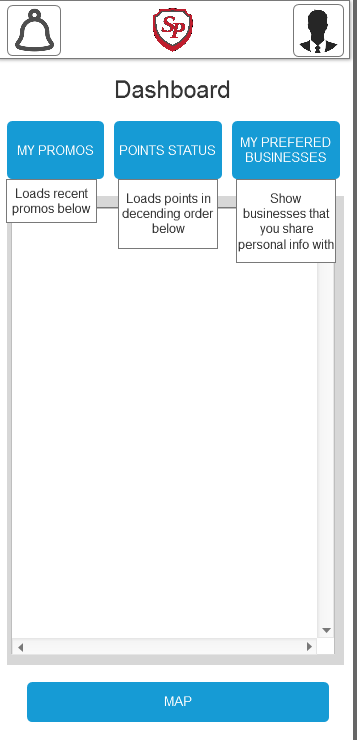 SP
Dashboard
MY PROMOS
POINTS STATUS
MY PREFERED
BUSINESSES
Loads recent
promos below
Loads points in
decending order
below
Show
businesses that
you share
personal info with
MAP